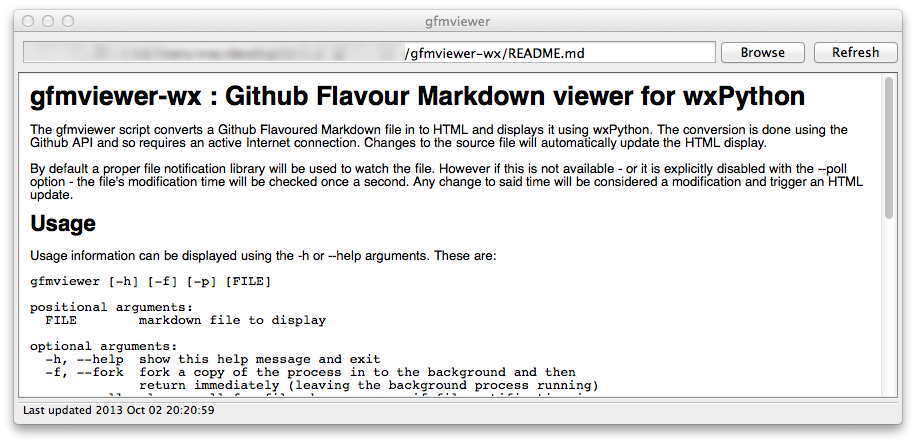 gfmviewer
/gfmviewer-wx/README.md
Browse
Refresh
gfmviewer-wx : Github Flavour Markdown viewer for wxPython
The gfmviewer script converts a Github Flavoured Markdown file in to HTML and displays it using wxPython. The conversion is done using the
Github API and so requires an active Internet connection. Changes to the source file will automatically update the HTML display.
By default a proper file notification library will be used to watch the file. However if this is not available - or it is explicitly disabled with the --poll
option - the file's modification time will be checked once a second. Any change to said time will be considered a modification and trigger an HTML
update.
Usage
Usage information can be displayed using the -h or --help arguments. These are:
gfmviewer [-h] [-f] [-p] [FILE]
positional arguments:
FILE markdown file to display
optional arguments:
-h, --help show this help message and exit
-f, --fork fork a copy of the process in to the background and then
return immediately (leaving the background process running)
Last updated 2013 Oct 02 20:20:59